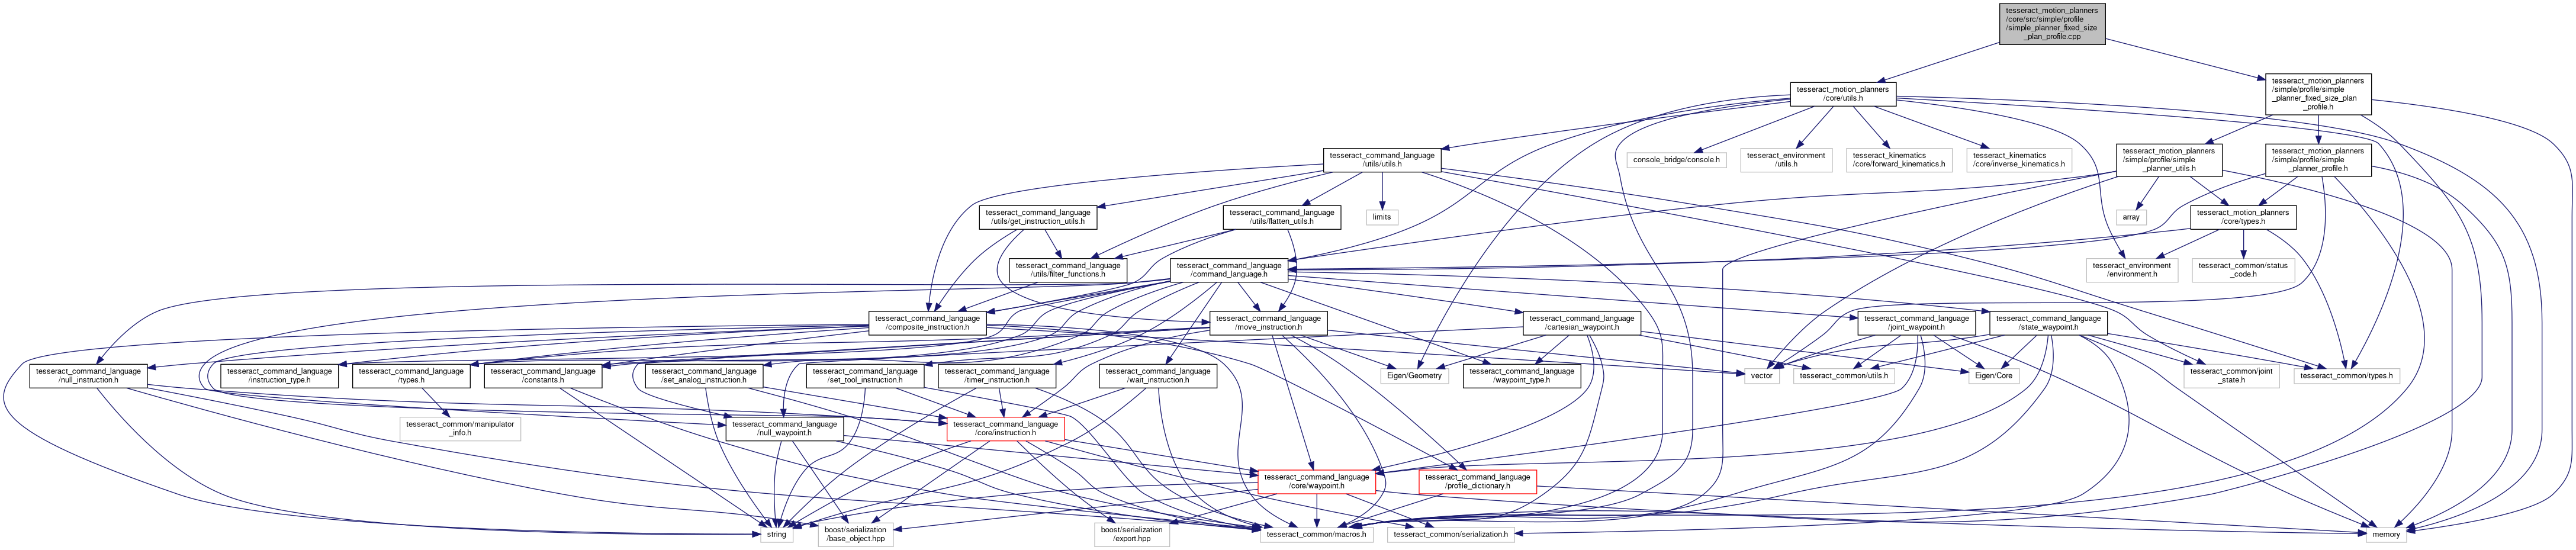 tesseract_motion_planners
/core/src/simple/profile
/simple_planner_fixed_size
_plan_profile.cpp
tesseract_motion_planners
/core/utils.h
tesseract_motion_planners
/simple/profile/simple
_planner_fixed_size_plan
_profile.h
tesseract_command_language
/utils/utils.h
console_bridge/console.h
tesseract_environment
/utils.h
tesseract_kinematics
/core/forward_kinematics.h
tesseract_kinematics
/core/inverse_kinematics.h
tesseract_motion_planners
/simple/profile/simple
_planner_utils.h
tesseract_motion_planners
/simple/profile/simple
_planner_profile.h
tesseract_command_language
/utils/get_instruction_utils.h
tesseract_command_language
/utils/flatten_utils.h
limits
array
tesseract_motion_planners
/core/types.h
tesseract_command_language
/utils/filter_functions.h
tesseract_command_language
/command_language.h
tesseract_environment
/environment.h
tesseract_common/status
_code.h
tesseract_command_language
/composite_instruction.h
tesseract_command_language
/move_instruction.h
tesseract_command_language
/cartesian_waypoint.h
tesseract_command_language
/joint_waypoint.h
tesseract_command_language
/state_waypoint.h
tesseract_command_language
/null_instruction.h
tesseract_command_language
/instruction_type.h
tesseract_command_language
/types.h
tesseract_command_language
/constants.h
tesseract_command_language
/set_analog_instruction.h
tesseract_command_language
/set_tool_instruction.h
tesseract_command_language
/timer_instruction.h
tesseract_command_language
/wait_instruction.h
Eigen/Geometry
tesseract_command_language
/waypoint_type.h
vector
tesseract_common/utils.h
Eigen/Core
tesseract_common/joint
_state.h
tesseract_common/types.h
tesseract_common/manipulator
_info.h
tesseract_command_language
/null_waypoint.h
tesseract_command_language
/core/instruction.h
tesseract_command_language
/core/waypoint.h
tesseract_command_language
/profile_dictionary.h
string
boost/serialization
/base_object.hpp
boost/serialization
/export.hpp
tesseract_common/macros.h
tesseract_common/serialization.h
memory